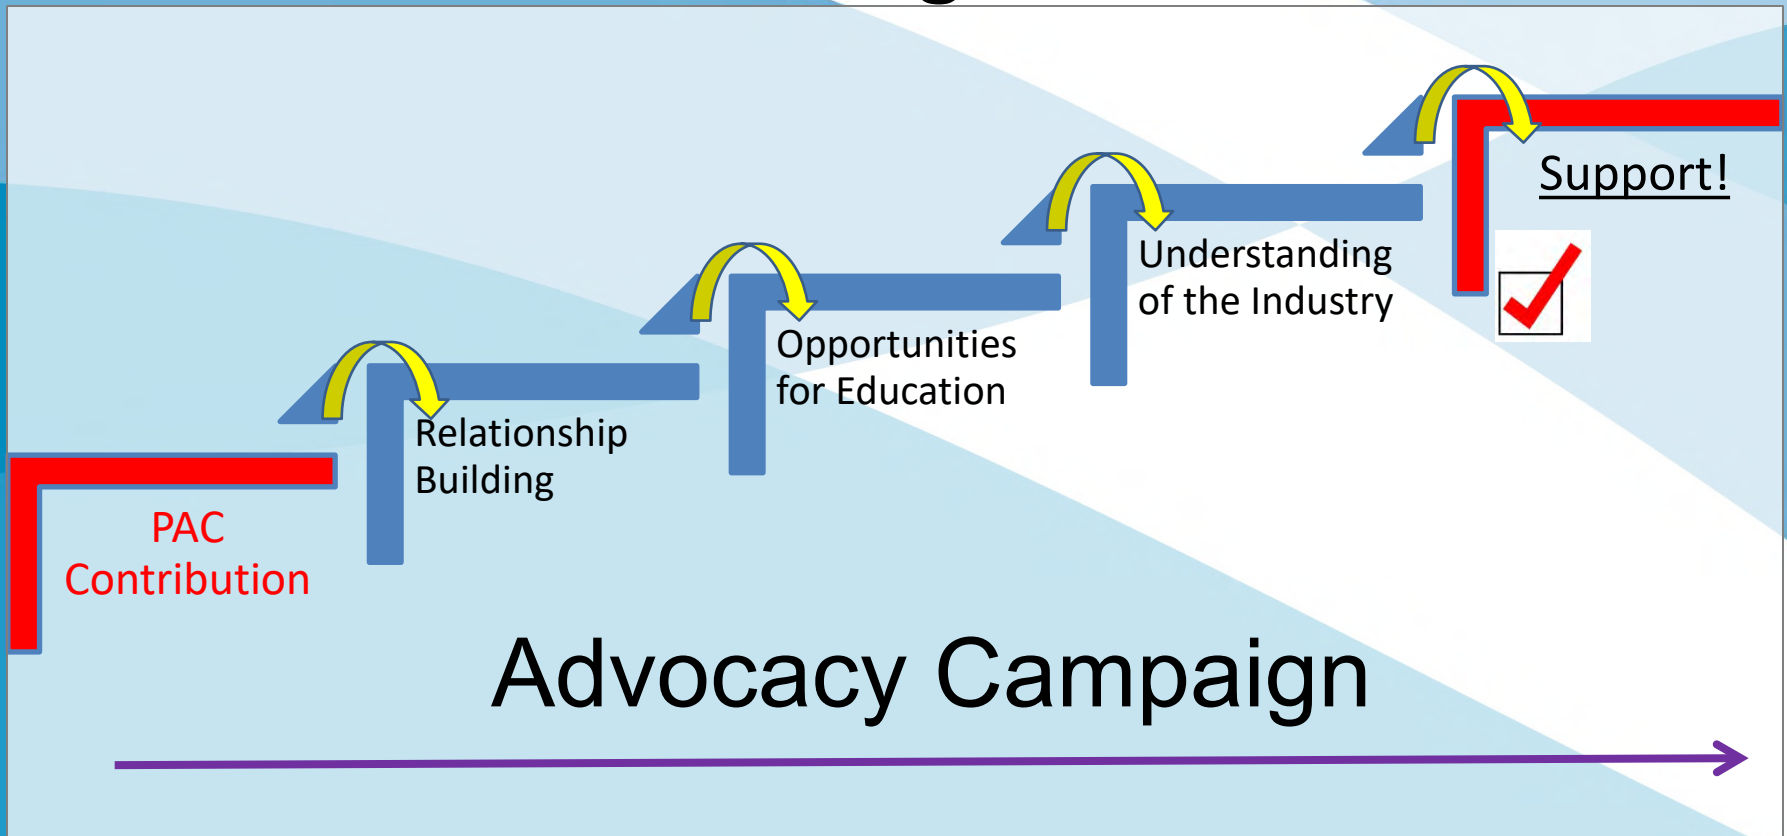 PAC
Contribution
Relationship
Building
Opportunities
for Education
Understanding
of the Industry
Support!
Advocacy Campaign